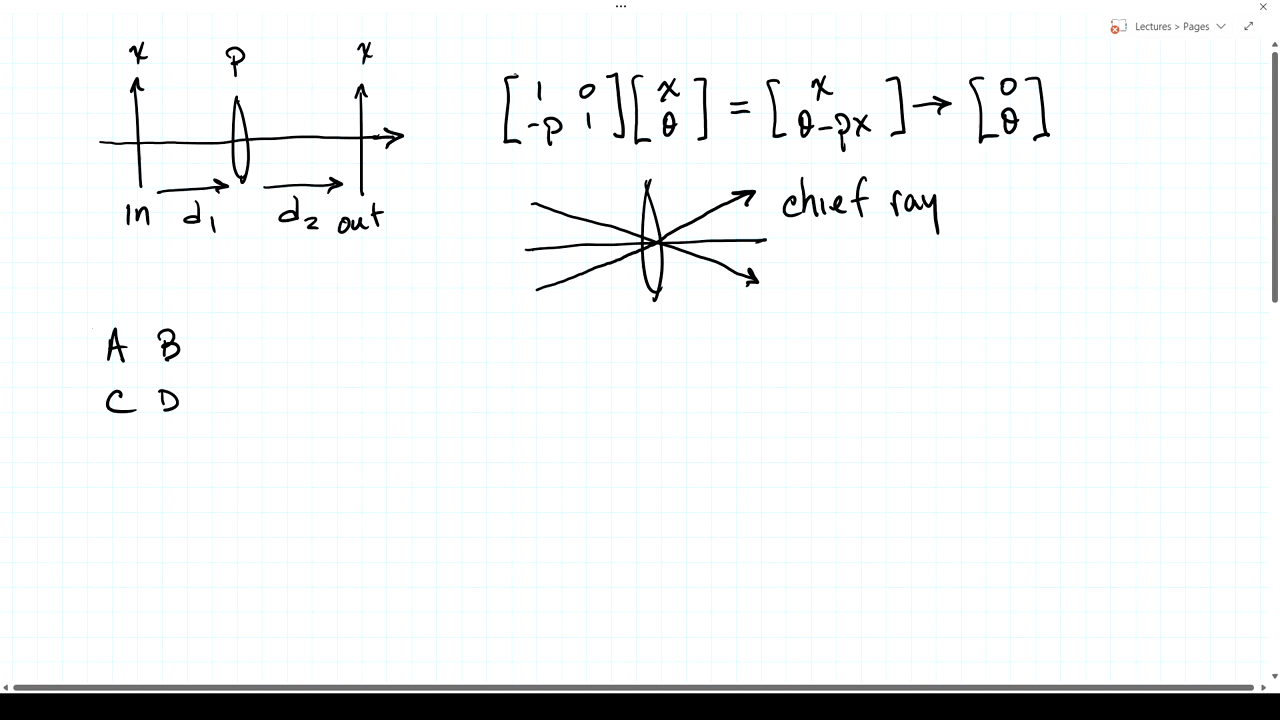 ...
Lectures > Pages
x p x
in d₁ d₂ out
[1 0; -p 1] [x; θ] = [x; θ-px] → [0; θ]
chief ray
A B
C D